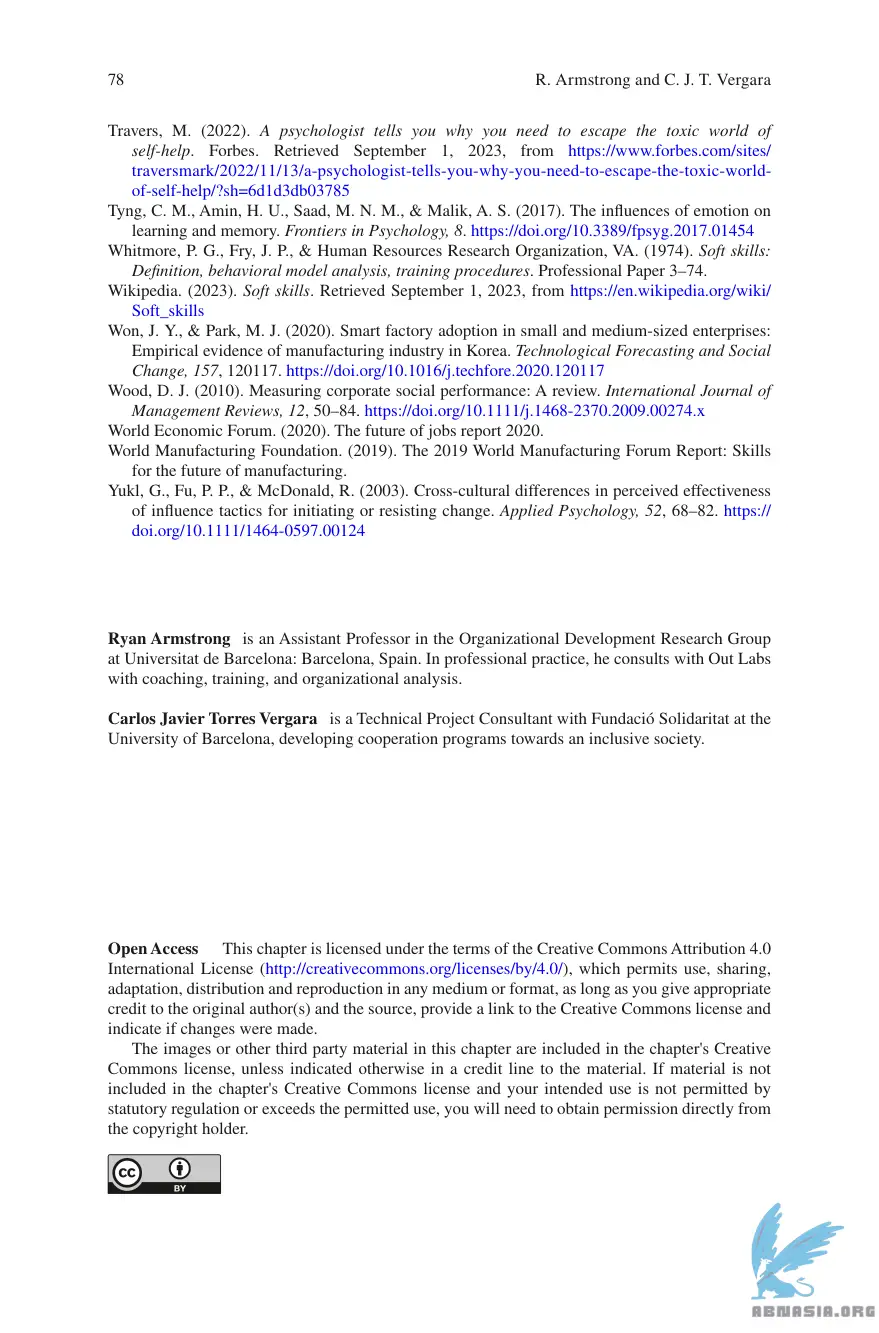 78 R. Armstrong and C. J. T. Vergara
Travers, M. (2022). A psychologist tells you why you need to escape the toxic world of
self-help. Forbes. Retrieved September 1, 2023, from https://www.forbes.com/sites/
traversmark/2022/11/13/a-psychologist-tells-you-why-you-need-to-escape-the-toxic-world-
of-self-help/?sh=6d1d3db03785
Tyng, C. M., Amin, H. U., Saad, M. N. M., & Malik, A. S. (2017). The influences of emotion on
learning and memory. Frontiers in Psychology, 8. https://doi.org/10.3389/fpsyg.2017.01454
Whitmore, P. G., Fry, J. P., & Human Resources Research Organization, VA. (1974). Soft skills:
Definition, behavioral model analysis, training procedures. Professional Paper 3–74.
Wikipedia. (2023). Soft skills. Retrieved September 1, 2023, from https://en.wikipedia.org/wiki/
Soft_skills
Won, J. Y., & Park, M. J. (2020). Smart factory adoption in small and medium-sized enterprises:
Empirical evidence of manufacturing industry in Korea. Technological Forecasting and Social
Change, 157, 120117. https://doi.org/10.1016/j.techfore.2020.120117
Wood, D. J. (2010). Measuring corporate social performance: A review. International Journal of
Management Reviews, 12, 50–84. https://doi.org/10.1111/j.1468-2370.2009.00274.x
World Economic Forum. (2020). The future of jobs report 2020.
World Manufacturing Foundation. (2019). The 2019 World Manufacturing Forum Report: Skills
for the future of manufacturing.
Yukl, G., Fu, P. P., & McDonald, R. (2003). Cross-cultural differences in perceived effectiveness
of influence tactics for initiating or resisting change. Applied Psychology, 52, 68–82. https://
doi.org/10.1111/1464-0597.00124
Ryan Armstrong is an Assistant Professor in the Organizational Development Research Group
at Universitat de Barcelona: Barcelona, Spain. In professional practice, he consults with Out Labs
with coaching, training, and organizational analysis.
Carlos Javier Torres Vergara is a Technical Project Consultant with Fundació Solidaritat at the
University of Barcelona, developing cooperation programs towards an inclusive society.
Open Access This chapter is licensed under the terms of the Creative Commons Attribution 4.0
International License (http://creativecommons.org/licenses/by/4.0/), which permits use, sharing,
adaptation, distribution and reproduction in any medium or format, as long as you give appropriate
credit to the original author(s) and the source, provide a link to the Creative Commons license and
indicate if changes were made.
The images or other third party material in this chapter are included in the chapter's Creative
Commons license, unless indicated otherwise in a credit line to the material. If material is not
included in the chapter's Creative Commons license and your intended use is not permitted by
statutory regulation or exceeds the permitted use, you will need to obtain permission directly from
the copyright holder.
cc
BY
ABNASIA.ORG